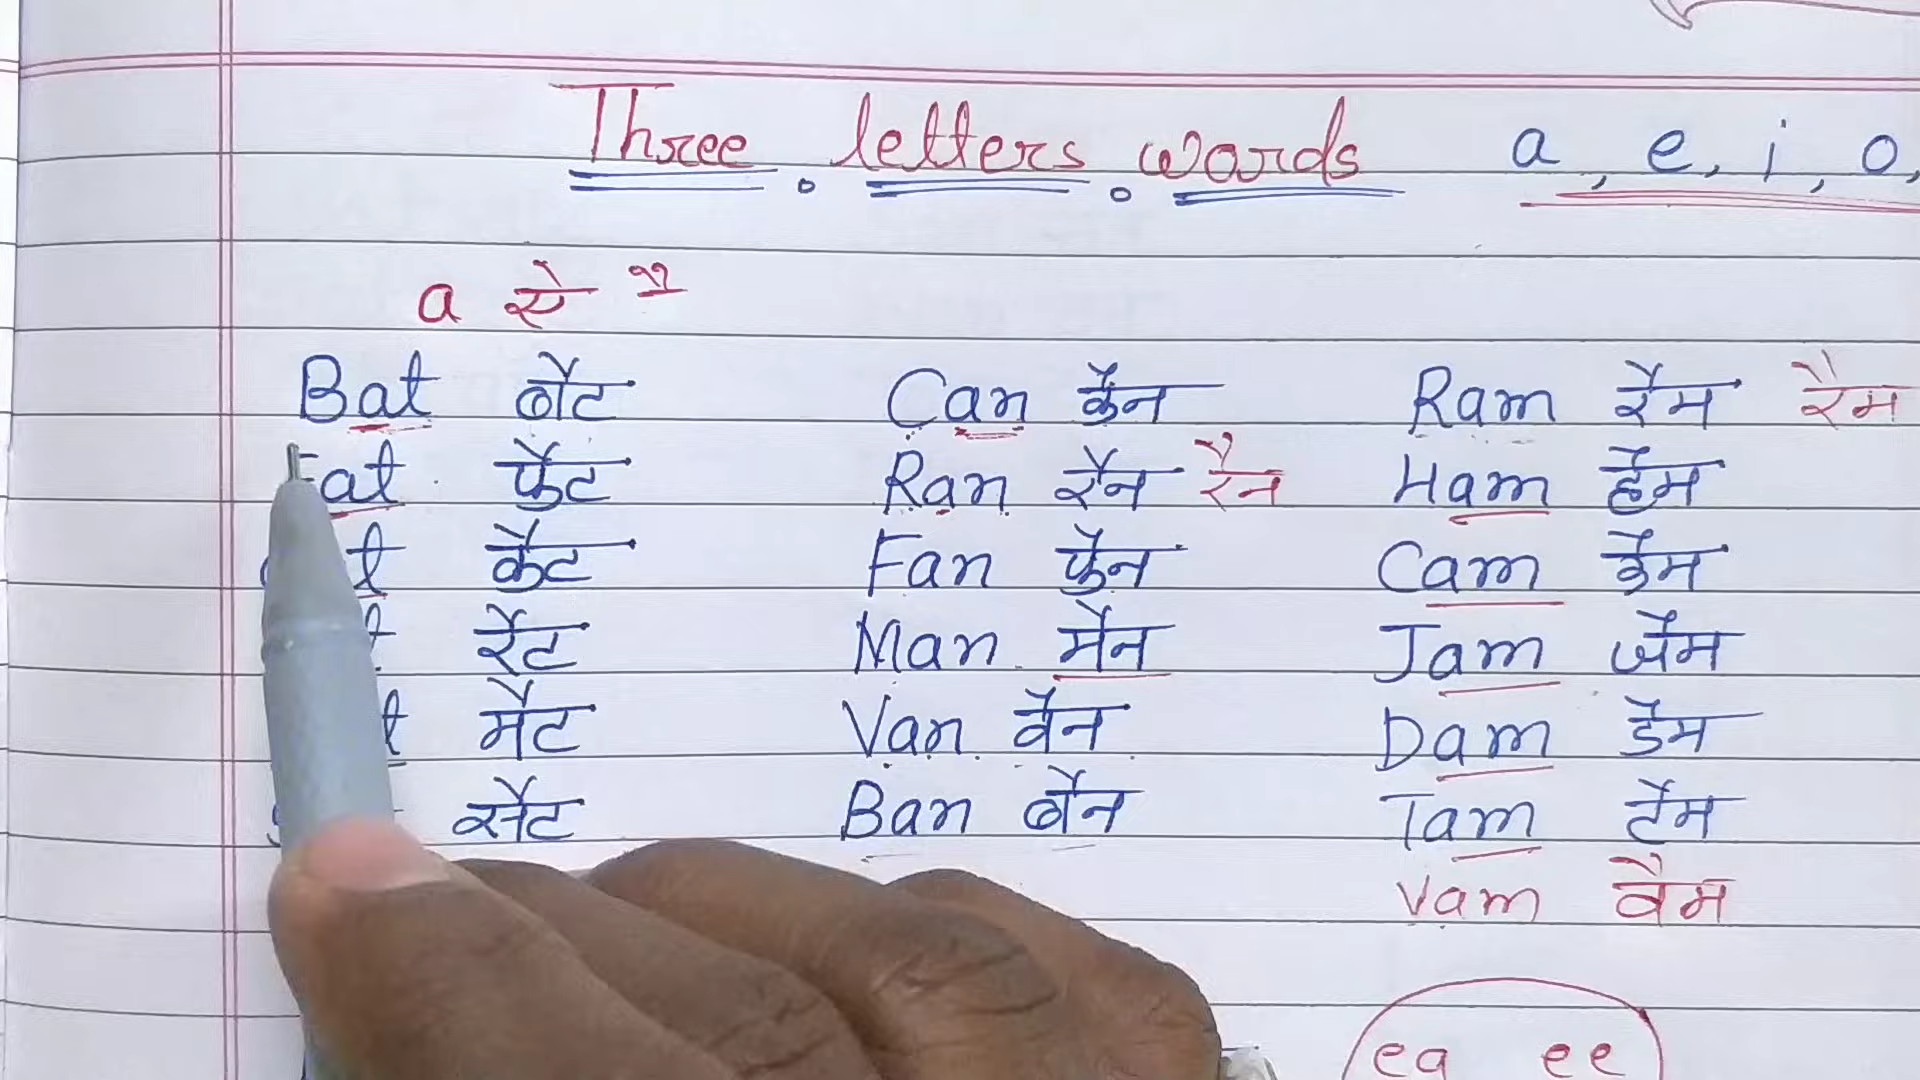 Three letters words a, e, i, o,
a से ै
Bat बैट Can कैन Ram रैम रैम
Fat फैट Ran रैन रैन Ham हैम
कैट Fan फैन Cam कैम
रैट Man मैन Jam जैम
मैट Van वैन Dam डैम
सैट Ban बैन Tam टैम
Vam वैम
ea ee